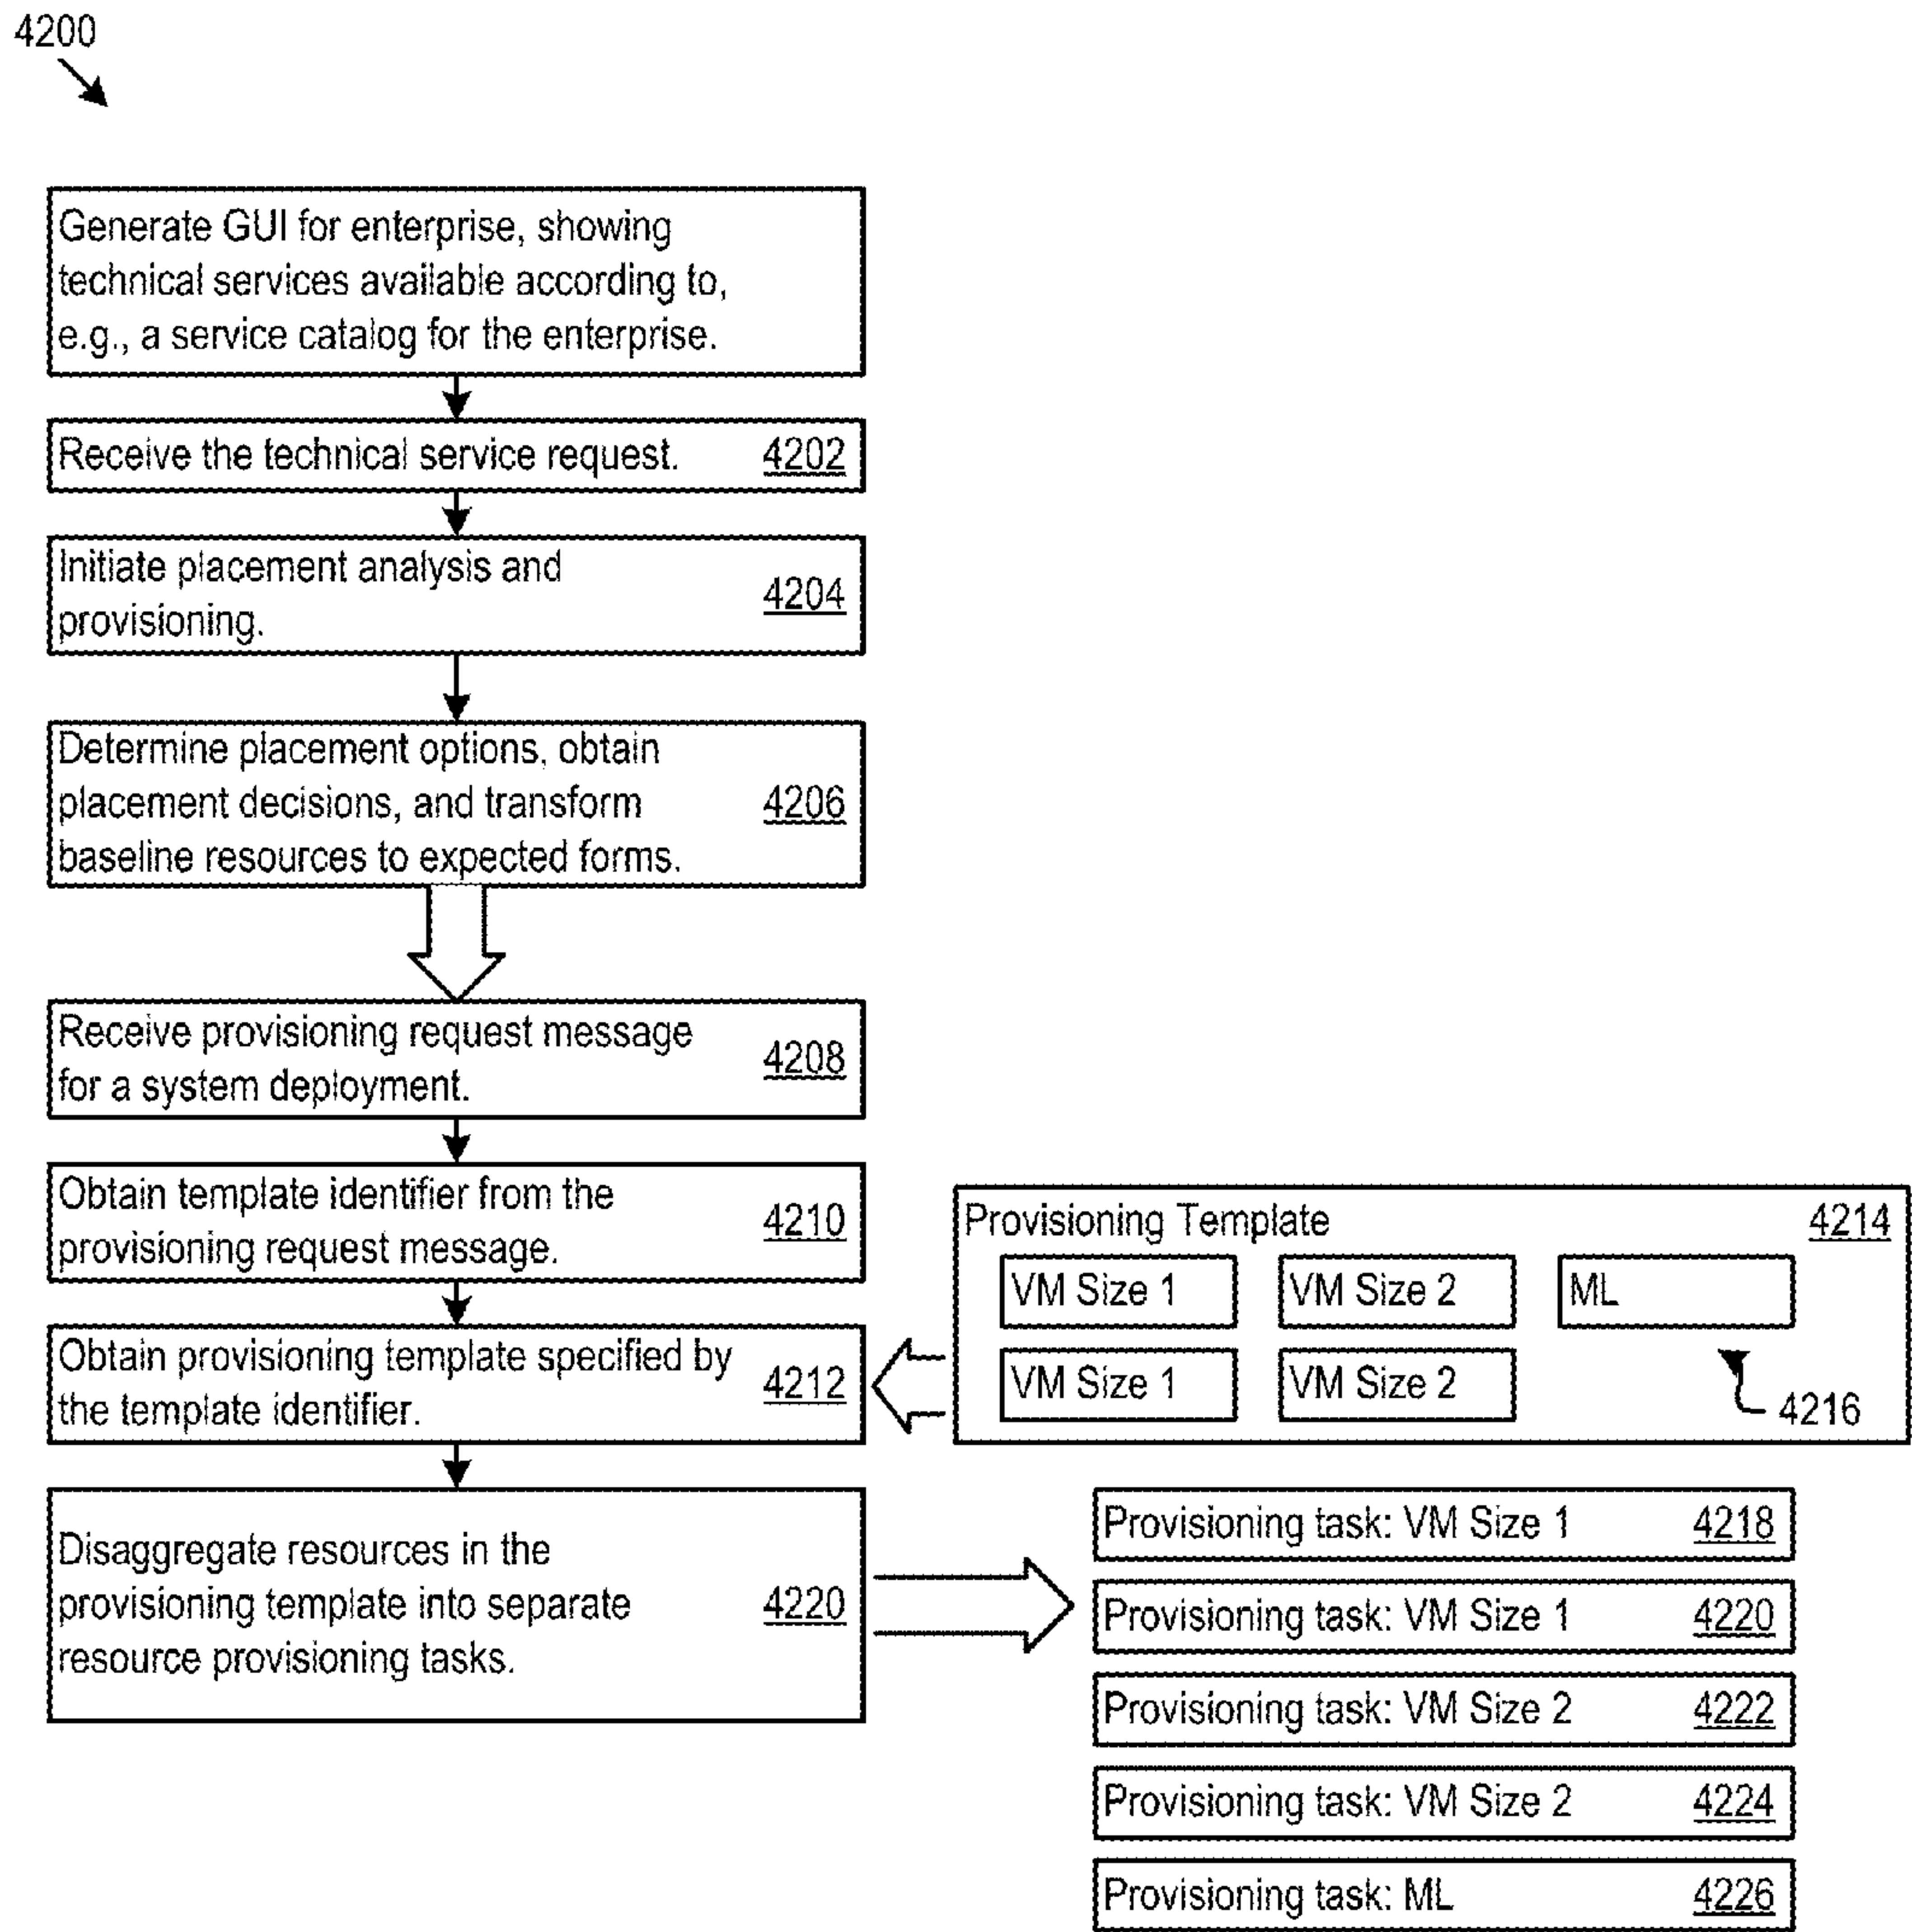 4200
Generate GUI for enterprise, showing
technical services available according to,
e.g., a service catalog for the enterprise.
Receive the technical service request. 4202
Initiate placement analysis and
provisioning. 4204
Determine placement options, obtain
placement decisions, and transform 4206
baseline resources to expected forms.
Receive provisioning request message
for a system deployment. 4208
Obtain template identifier from the
provisioning request message. 4210
Obtain provisioning template specified by
the template identifier. 4212
Provisioning Template 4214
VM Size 1 VM Size 2 ML
VM Size 1 VM Size 2
4216
Disaggregate resources in the
provisioning template into separate 4220
resource provisioning tasks.
Provisioning task: VM Size 1 4218
Provisioning task: VM Size 1 4220
Provisioning task: VM Size 2 4222
Provisioning task: VM Size 2 4224
Provisioning task: ML 4226